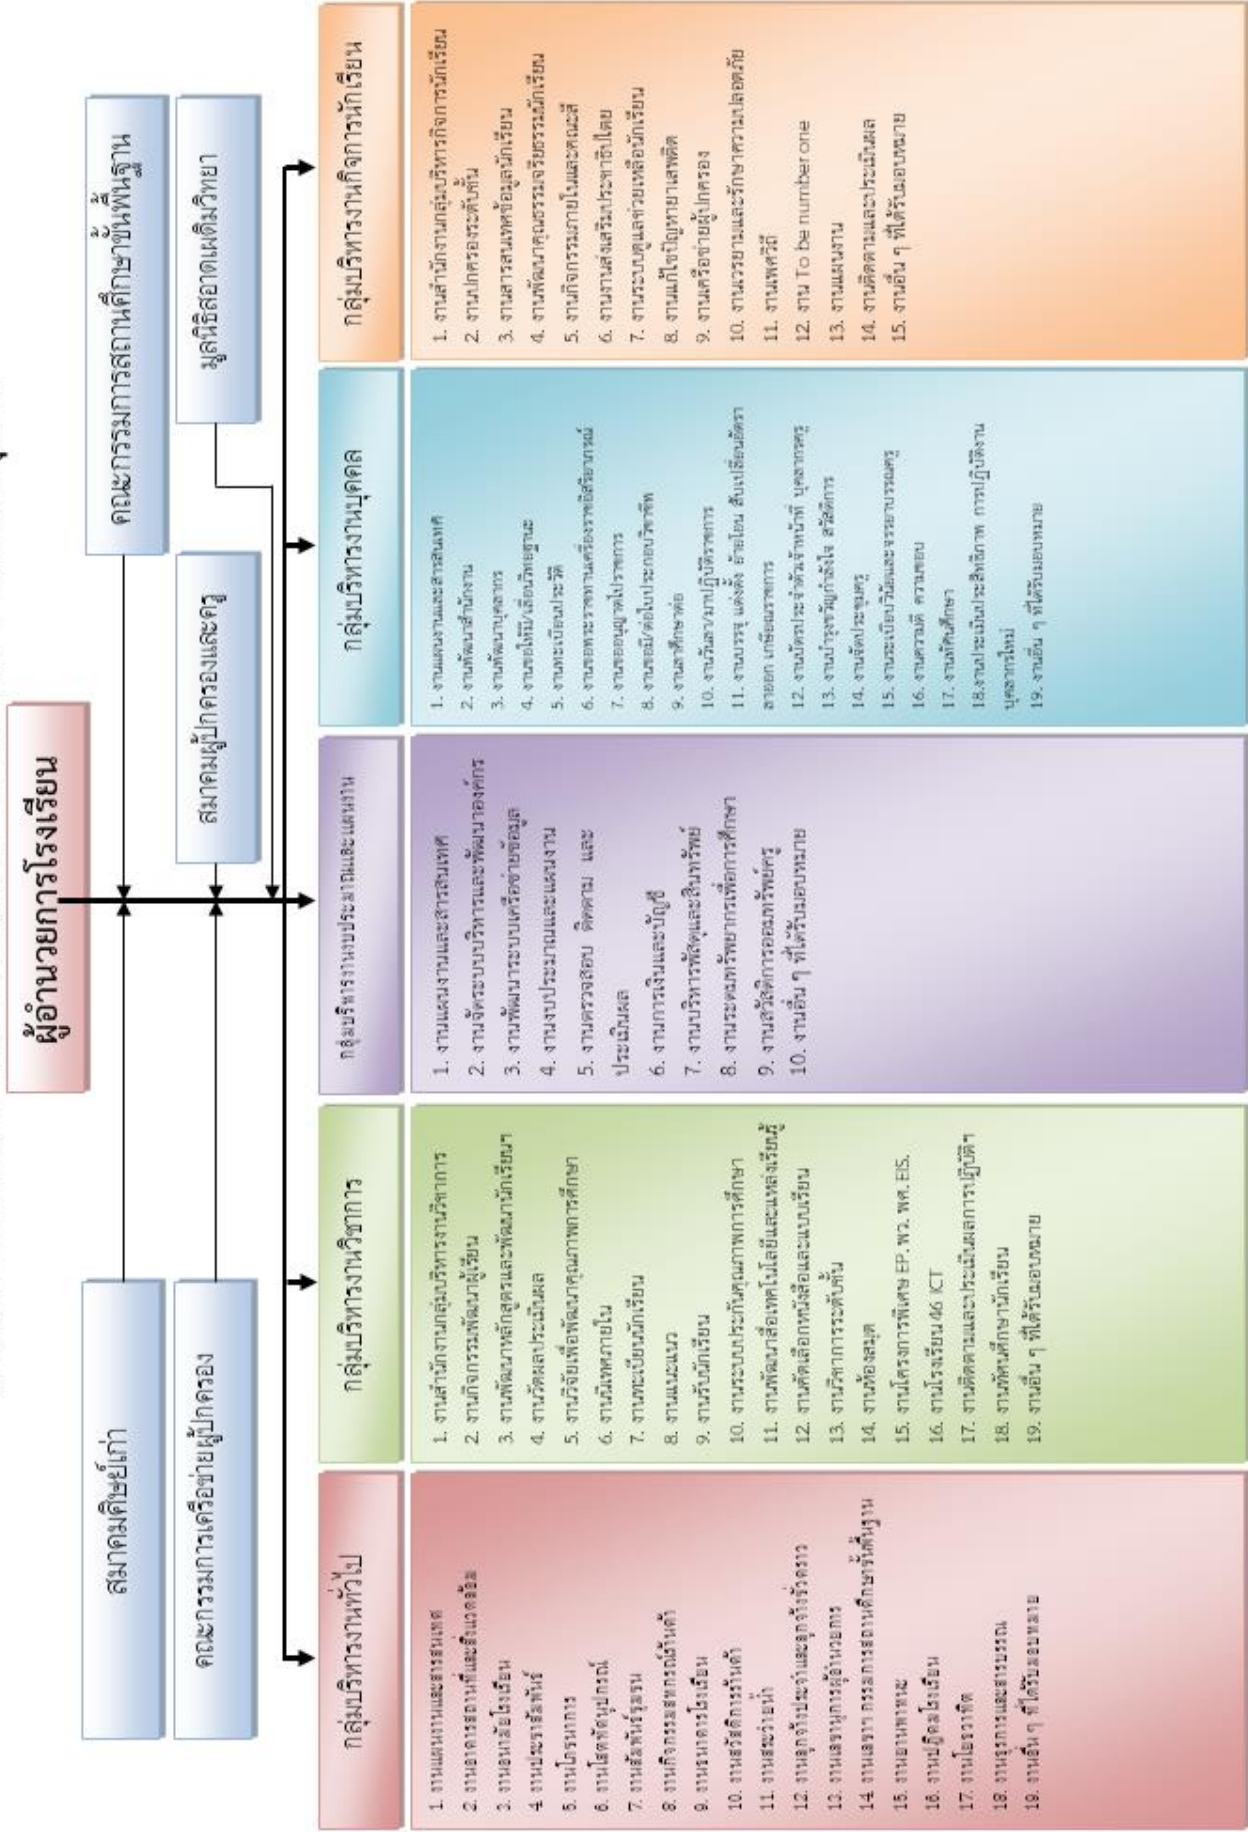 ผู้อำนวยการโรงเรียน
สมาคมศิษย์เก่า
คณะกรรมการสถานศึกษาขั้นพื้นฐาน
คณะกรรมการเครือข่ายผู้ปกครอง
สมาคมผู้ปกครองและครู
มูลนิธิสอาดเผดิมวิทยา
กลุ่มบริหารงานทั่วไป
1. งานแผนงานและสารสนเทศ
2. งานอาคารสถานที่และสิ่งแวดล้อม
3. งานอนามัยโรงเรียน
4. งานประชาสัมพันธ์
5. งานโภชนาการ
6. งานโสตทัศนูปกรณ์
7. งานสัมพันธ์ชุมชน
8. งานกิจกรรมสหกรณ์ร้านค้า
9. งานธนาคารโรงเรียน
10. งานสวัสดิการร้านค้า
11. งานสระว่ายน้ำ
12. งานลูกจ้างประจำและลูกจ้างชั่วคราว
13. งานเลขานุการผู้อำนวยการ
14. งานเลขาฯ กรรมการสถานศึกษาขั้นพื้นฐาน
15. งานยานพาหนะ
16. งานปฏิคมโรงเรียน
17. งานโยธวาทิต
18. งานธุรการและสารบรรณ
19. งานอื่น ๆ ที่ได้รับมอบหมาย
กลุ่มบริหารงานวิชาการ
1. งานสำนักงานกลุ่มบริหารงานวิชาการ
2. งานกิจกรรมพัฒนาผู้เรียน
3. งานพัฒนาหลักสูตรและพัฒนานักเรียนฯ
4. งานวัดผลประเมินผล
5. งานวิจัยเพื่อพัฒนาคุณภาพการศึกษา
6. งานนิเทศภายใน
7. งานทะเบียนนักเรียน
8. งานแนะแนว
9. งานรับนักเรียน
10. งานระบบประกันคุณภาพการศึกษา
11. งานพัฒนาสื่อเทคโนโลยีและแหล่งเรียนรู้
12. งานคัดเลือกหนังสือและแบบเรียน
13. งานวิชาการระดับชั้น
14. งานห้องสมุด
15. งานโครงการพิเศษ EP. พว. พศ. EIS.
16. งานโรงเรียน 46 ICT
17. งานติดตามและประเมินผลการปฏิบัติฯ
18. งานทัศนศึกษานักเรียน
19. งานอื่น ๆ ที่ได้รับมอบหมาย
กลุ่มบริหารงานงบประมาณและแผนงาน
1. งานแผนงานและสารสนเทศ
2. งานจัดระบบบริหารและพัฒนาองค์กร
3. งานพัฒนาระบบเครือข่ายข้อมูล
4. งานงบประมาณและแผนงาน
5. งานตรวจสอบ ติดตาม และ
ประเมินผล
6. งานการเงินและบัญชี
7. งานบริหารพัสดุและสินทรัพย์
8. งานระดมทรัพยากรเพื่อการศึกษา
9. งานสวัสดิการออมทรัพย์ครู
10. งานอื่น ๆ ที่ได้รับมอบหมาย
กลุ่มบริหารงานบุคคล
1. งานแผนงานและสารสนเทศ
2. งานพัฒนาสำนักงาน
3. งานพัฒนาบุคลากร
4. งานขอให้มี/เลื่อนวิทยฐานะ
5. งานทะเบียนประวัติ
6. งานขอพระราชทานเครื่องราชอิสริยาภรณ์
7. งานขออนุญาตไปราชการ
8. งานขอมี/ต่อใบประกอบวิชาชีพ
9. งานลาศึกษาต่อ
10. งานวันลา/มาปฏิบัติราชการ
11. งานบรรจุ แต่งตั้ง ย้ายโอน สับเปลี่ยนอัตรา
ลาออก เกษียณราชการ
12. งานบัตรประจำตัวเจ้าหน้าที่ บุคลากรครู
13. งานบำรุงขวัญกำลังใจ สวัสดิการ
14. งานจัดประชุมครู
15. งานระเบียบวินัยและจรรยาบรรณครู
16. งานความดี ความชอบ
17. งานทัศนศึกษา
18.งานประเมินประสิทธิภาพ การปฏิบัติงาน
บุคลากรใหม่
19. งานอื่น ๆ ที่ได้รับมอบหมาย
กลุ่มบริหารงานกิจการนักเรียน
1. งานสำนักงานกลุ่มบริหารกิจการนักเรียน
2. งานปกครองระดับชั้น
3. งานสารสนเทศข้อมูลนักเรียน
4. งานพัฒนาคุณธรรมจริยธรรมนักเรียน
5. งานกิจกรรมภายในและคณะสี
6. งานงานส่งเสริมประชาธิปไตย
7. งานระบบดูแลช่วยเหลือนักเรียน
8. งานแก้ไขปัญหายาเสพติด
9. งานเครือข่ายผู้ปกครอง
10. งานเวรยามและรักษาความปลอดภัย
11. งานเพศวิถี
12. งาน To be number one
13. งานแผนงาน
14. งานติดตามและประเมินผล
15. งานอื่น ๆ ที่ได้รับมอบหมาย